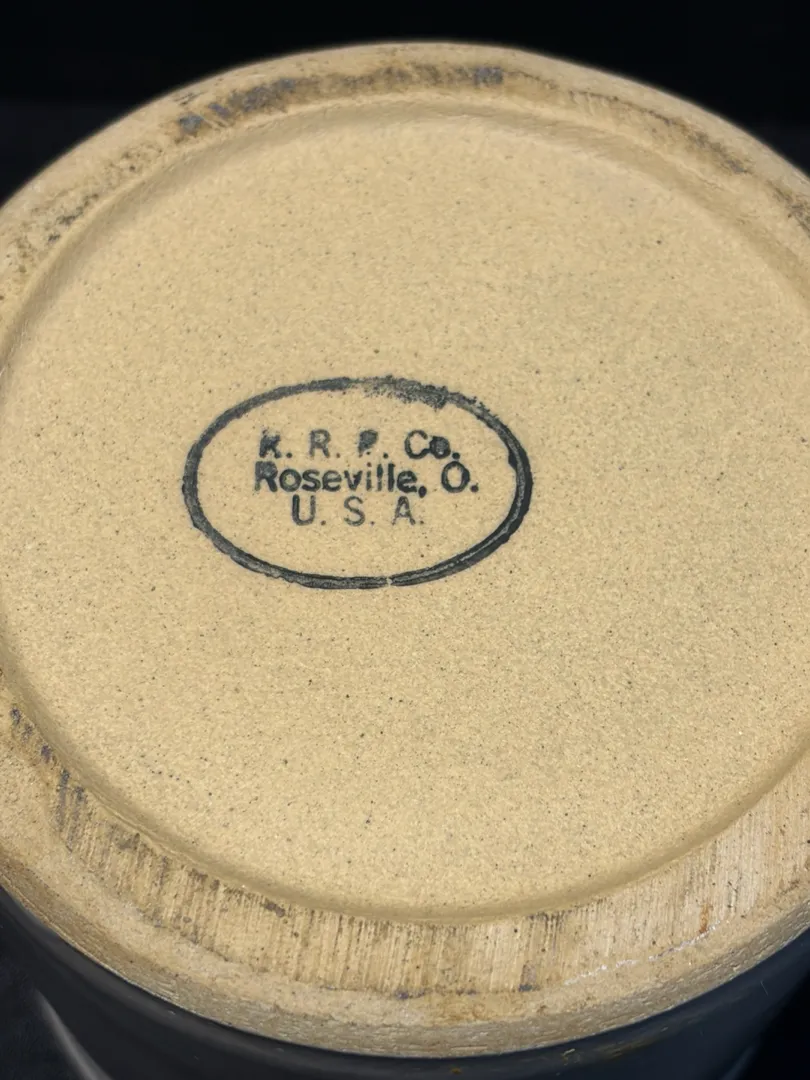 R. R. P. Co.
Roseville, O.
U. S. A.